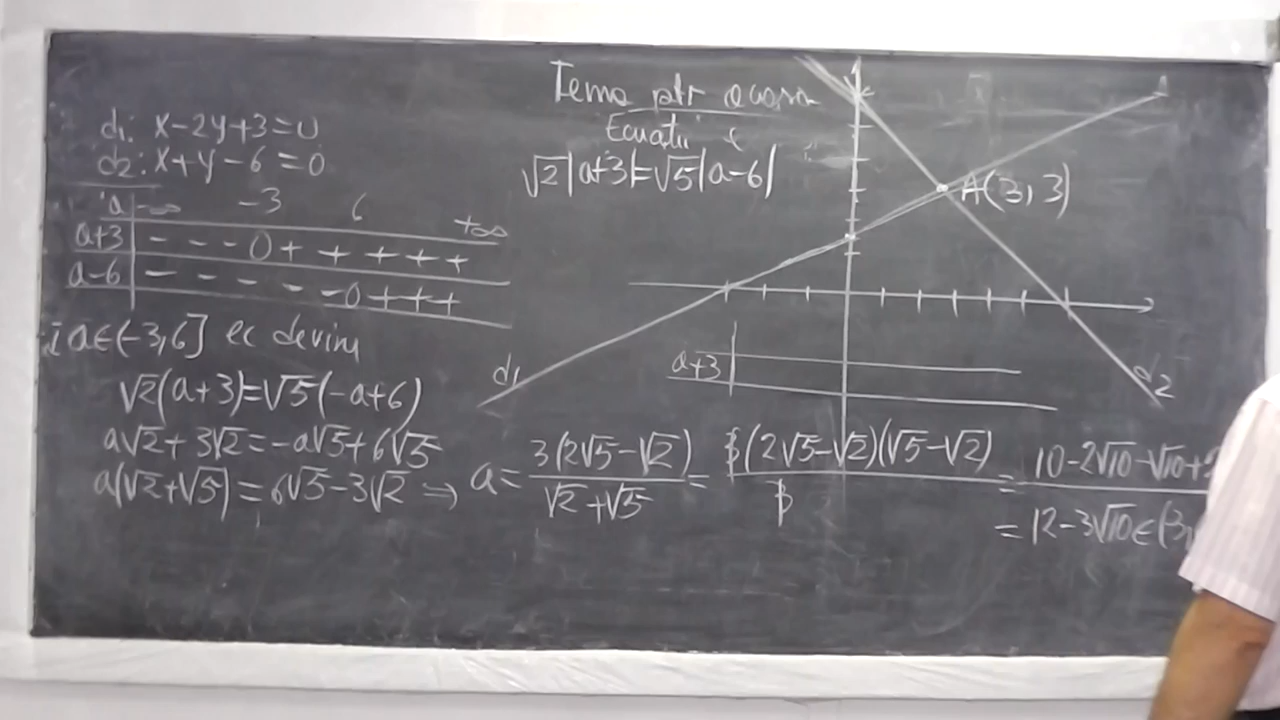 Tema ptr acasa
Ecuatii
√2|a+3|=√5|a-6|
d1: x-2y+3=0
d2: x+y-6=0
a -∞ -3 6 +∞
a+3 - - - 0 + + + + +
a-6 - - - - - 0 + + +
I a∈(-3,6] ec devine
√2(a+3)=√5(-a+6)
a√2+3√2=-a√5+6√5
a(√2+√5)=6√5-3√2 ⇒ a= 3(2√5-√2)/(√2+√5) = 3(2√5-√2)(√5-√2)/3 = 10-2√10-√10+
=12-3√10∈(3,
A(3,3)
d1
d2
a+3